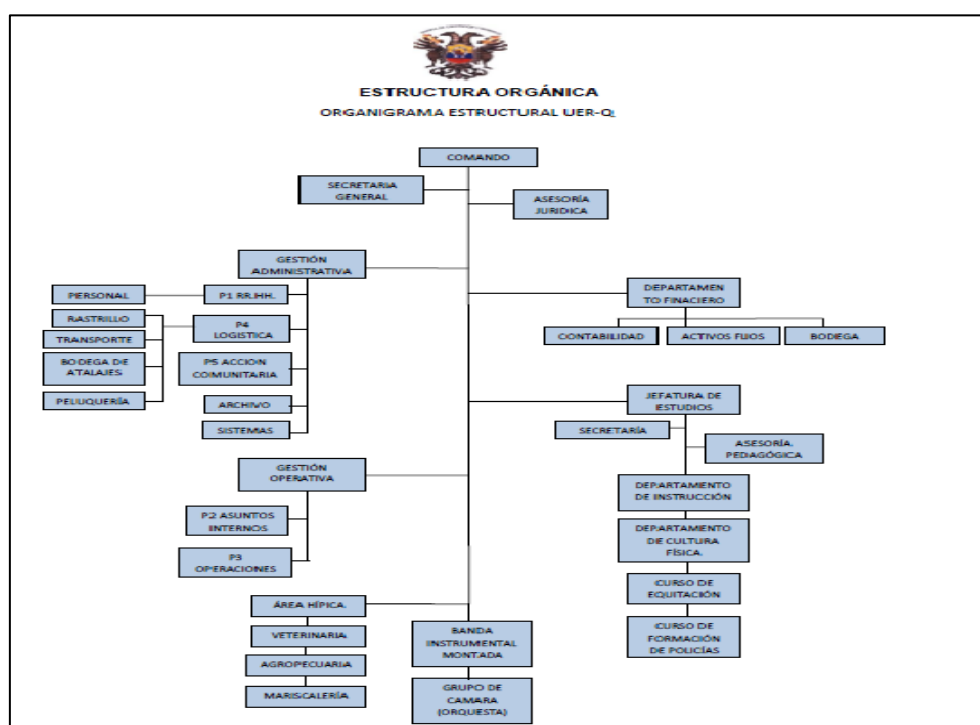 ESTRUCTURA ORGÁNICA
ORGANIGRAMA ESTRUCTURAL UER-Q
COMANDO
SECRETARIA
GENERAL
ASESORÍA
JURIDICA
GESTIÓN
ADMINISTRATIVA
PERSONAL
P1 RR.HH.
RASTRILLO
TRANSPORTE
BODEGA DE
ATALAJES
PELUQUERÍA
P4
LOGISTICA
P5 ACCION
COMUNITARIA
ARCHIVO
SISTEMAS
DEPARTAMEN
TO FINACIERO
CONTABILIDAD
ACTIVOS FIJOS
BODEGA
JEFATURA DE
ESTUDIOS
SECRETARÍA
ASESORÍA
PEDAGÓGICA
DEPARTAMENTO
DE INSTRUCCIÓN
DEPARTAMENTO
DE CULTURA
FÍSICA.
CURSO DE
EQUITACIÓN
CURSO DE
FORMACIÓN
DE POLICÍAS
GESTIÓN
OPERATIVA
P2 ASUNTOS
INTERNOS
P3
OPERACIONES
ÁREA HÍPICA.
VETERINARIA
AGROPECUARIA
MARISCALERÍA
BANDA
INSTRUMENTAL
MONTADA
GRUPO DE
CAMARA
(ORQUESTA)